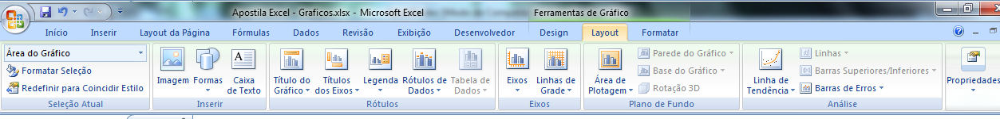 Apostila Excel - Graficos.xlsx - Microsoft Excel
Ferramentas de Gráfico
Início Inserir Layout da Página Fórmulas Dados Revisão Exibição Desenvolvedor Design Layout Formatar
Área do Gráfico
Formatar Seleção
Redefinir para Coincidir Estilo
Seleção Atual
Imagem
Formas
Caixa
de Texto
Inserir
Título do
Gráfico
Títulos
dos Eixos
Legenda
Rótulos de
Dados
Tabela de
Dados
Rótulos
Eixos
Linhas de
Grade
Eixos
Área de
Plotagem
Parede do Gráfico
Base do Gráfico
Rotação 3D
Plano de Fundo
Linha de
Tendência
Linhas
Barras Superiores/Inferiores
Barras de Erros
Análise
Propriedades